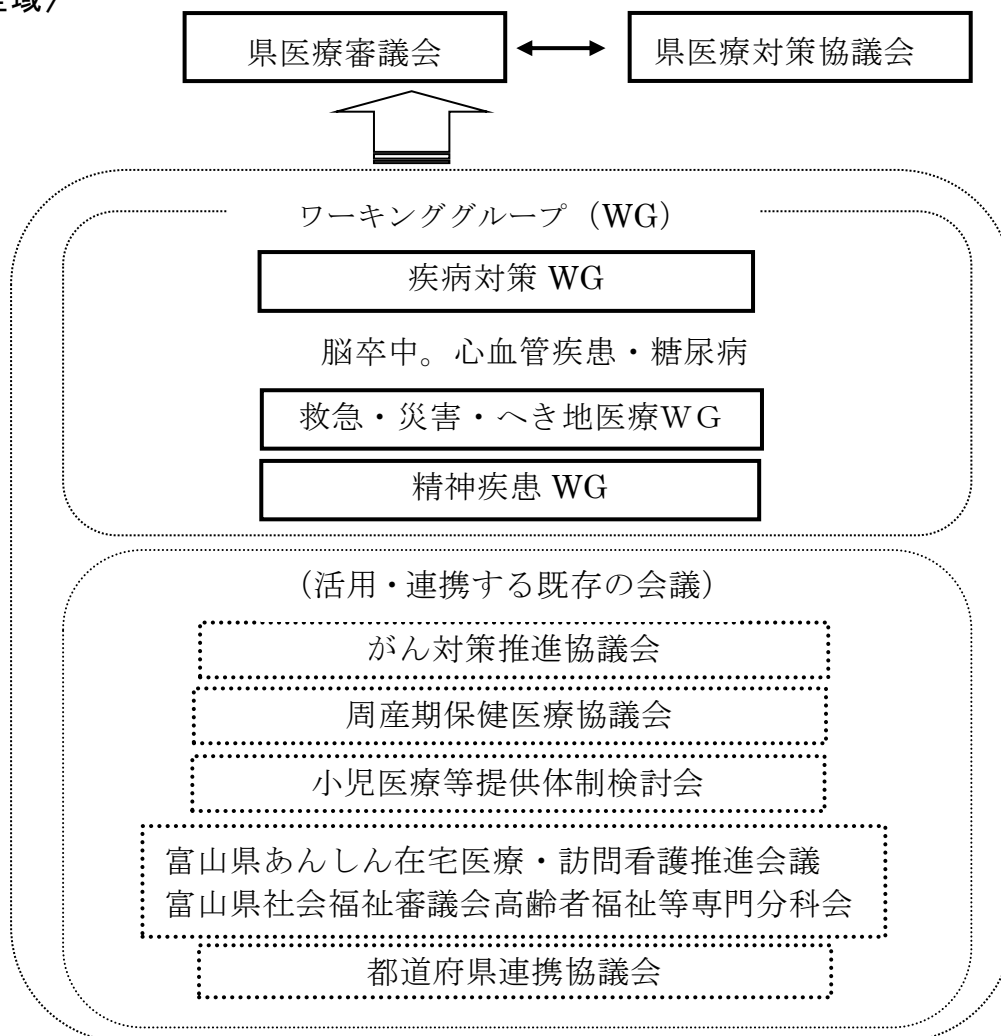 県医療審議会
県医療対策協議会
ワーキンググループ（WG）
疾病対策 WG
脳卒中。心血管疾患・糖尿病
救急・災害・へき地医療ＷＧ
精神疾患 WG
（活用・連携する既存の会議）
がん対策推進協議会
周産期保健医療協議会
小児医療等提供体制検討会
富山県あんしん在宅医療・訪問看護推進会議
富山県社会福祉審議会高齢者福祉等専門分科会
都道府県連携協議会